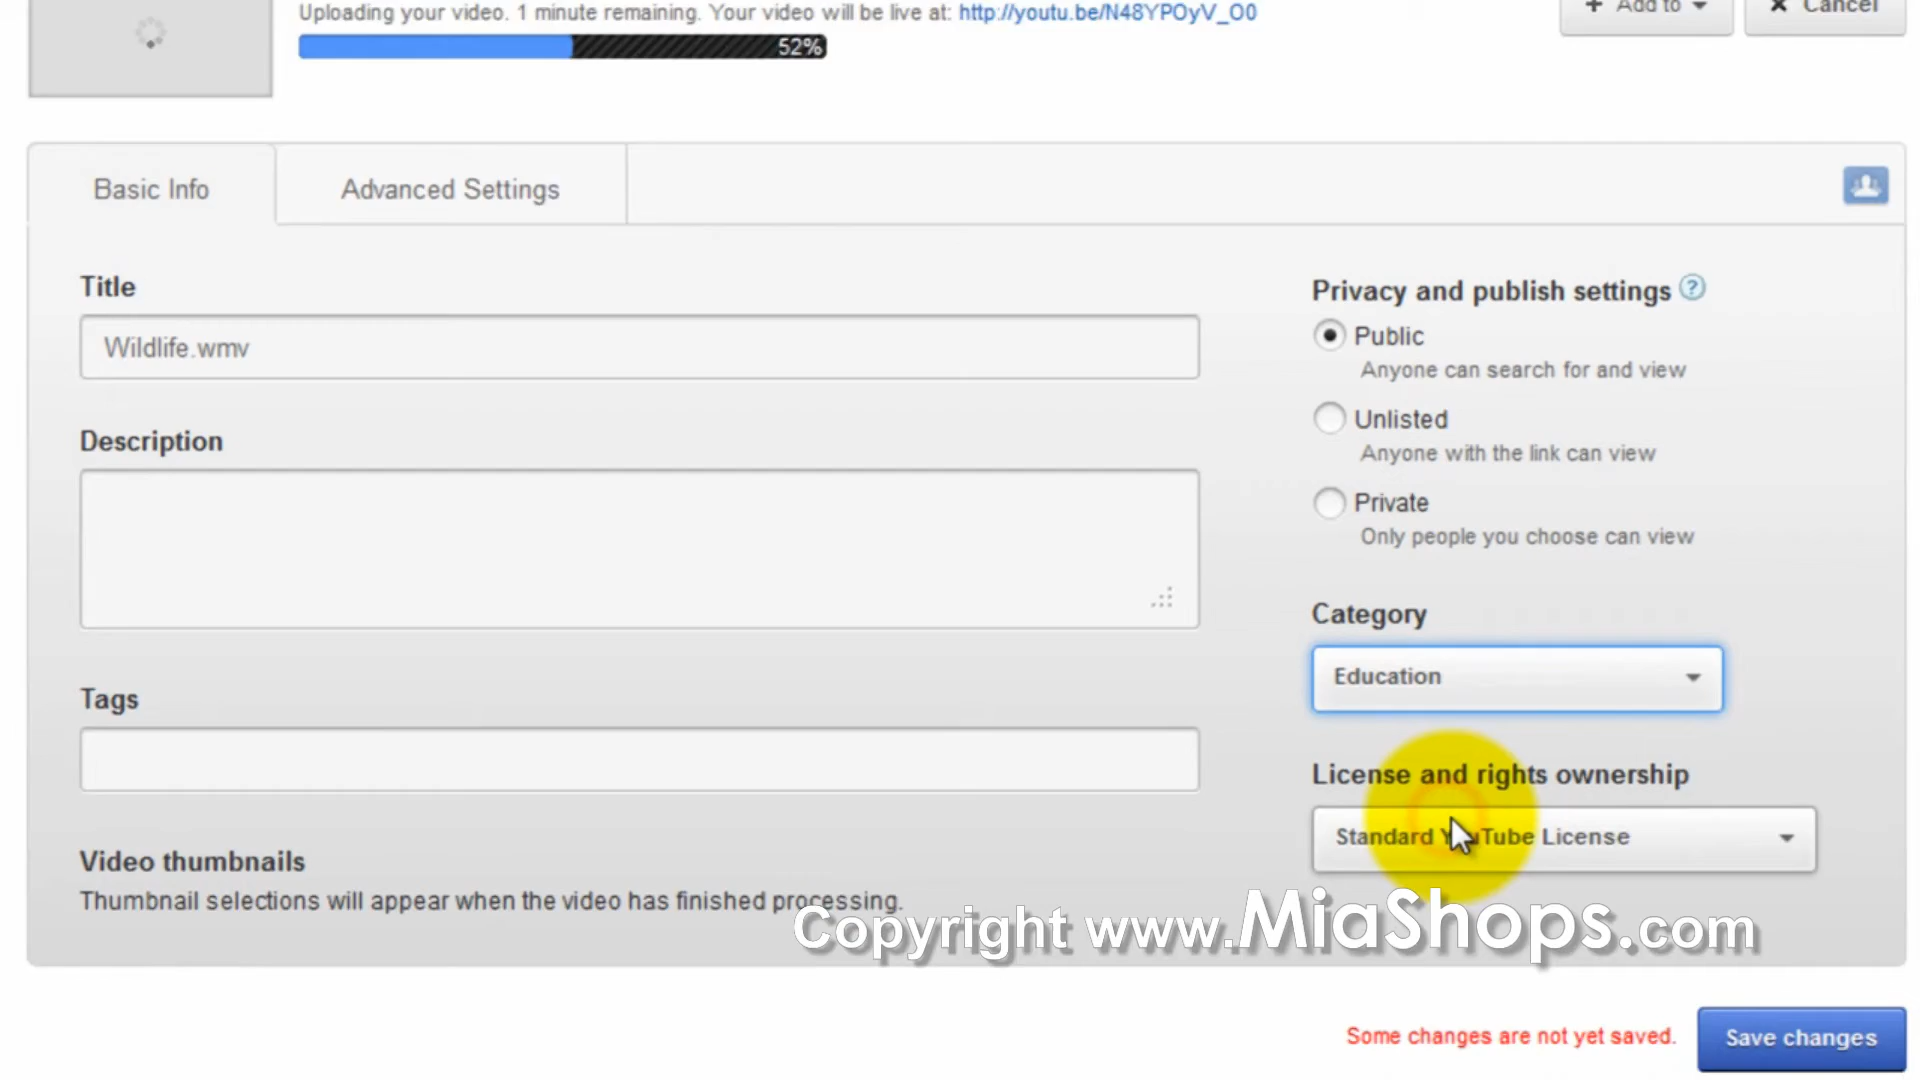 Uploading your video. 1 minute remaining. Your video will be live at: http://youtu.be/N48YPOyV_O0
+ Add to
× Cancel
52%
Basic Info
Advanced Settings
Title
Wildlife.wmv
Description
Tags
Video thumbnails
Thumbnail selections will appear when the video has finished processing.
Privacy and publish settings ?
Public
Anyone can search for and view
Unlisted
Anyone with the link can view
Private
Only people you choose can view
Category
Education
License and rights ownership
Standard YouTube License
Copyright www.MiaShops.com
Some changes are not yet saved.
Save changes